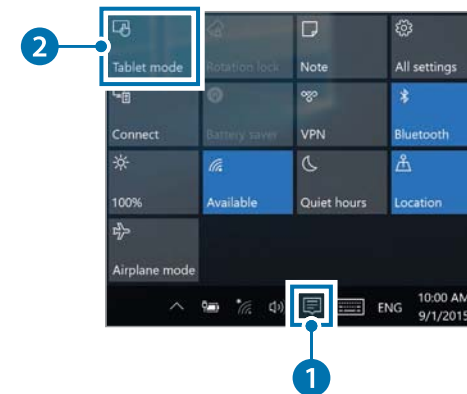 2
Tablet mode
Rotation lock
Note
All settings
Connect
Battery saver
VPN
Bluetooth
100%
Available
Quiet hours
Location
Airplane mode
ENG
10:00 AM
9/1/2015
1